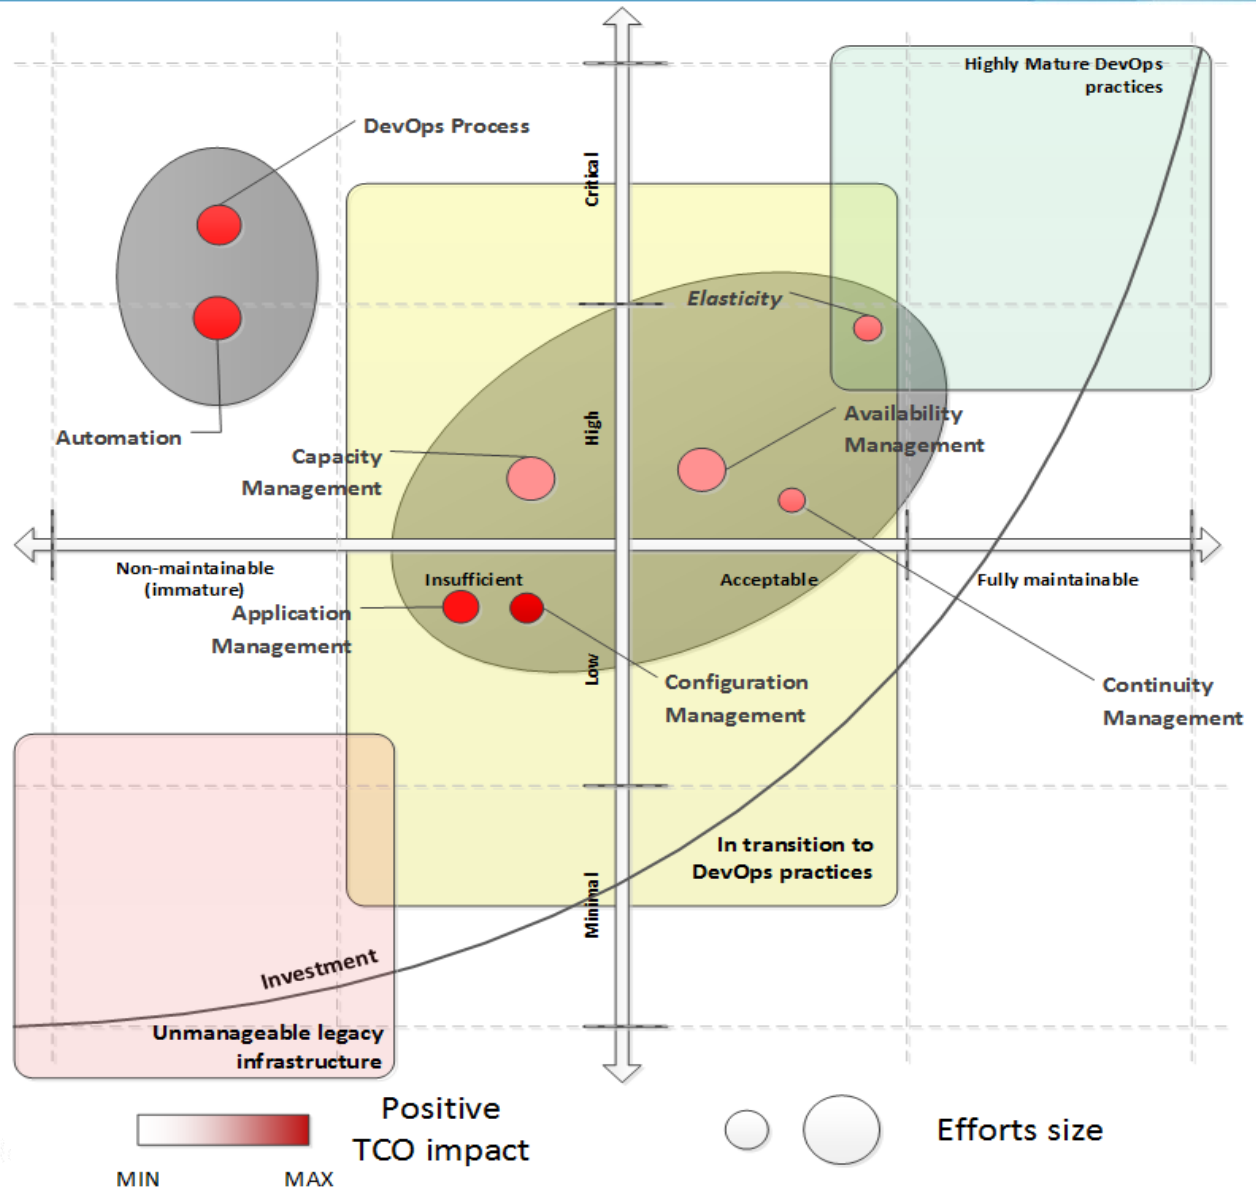 Highly Mature DevOps
practices
DevOps Process
Critical
Elasticity
Automation
High
Availability
Management
Capacity
Management
Non-maintainable
(immature)
Insufficient
Acceptable
Fully maintainable
Application
Management
Low
Configuration
Management
Continuity
Management
In transition to
DevOps practices
Minimal
Investment
Unmanageable legacy
infrastructure
Positive
TCO impact
MIN
MAX
Efforts size